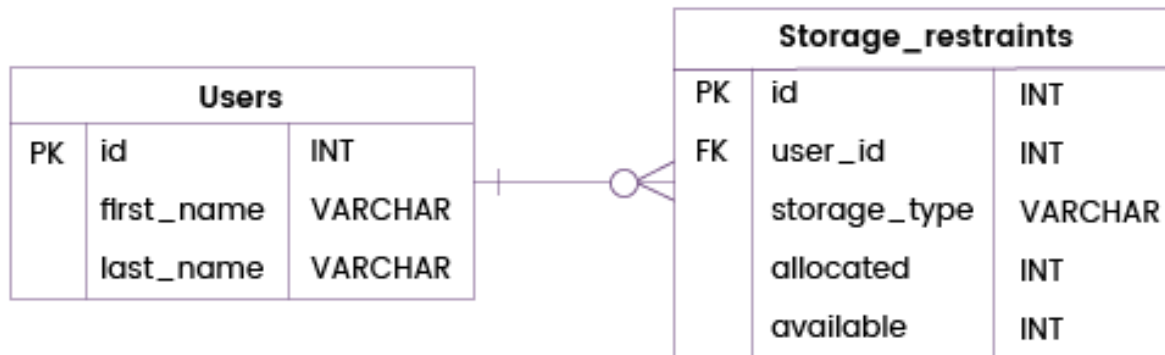 Users
PK id INT
first_name VARCHAR
last_name VARCHAR
Storage_restraints
PK id INT
FK user_id INT
storage_type VARCHAR
allocated INT
available INT